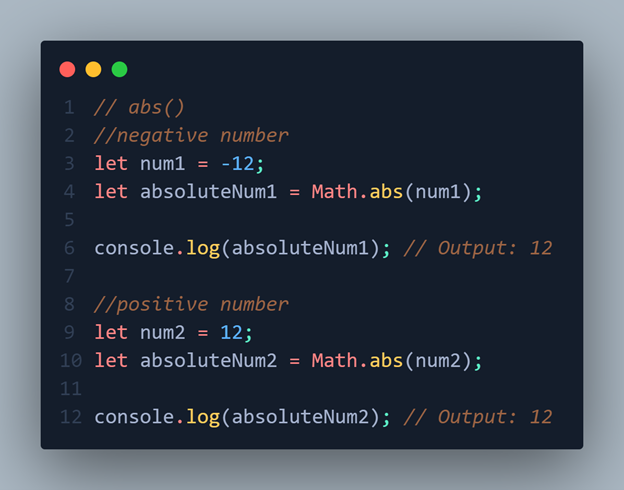 1 // abs()
2 //negative number
3 let num1 = -12;
4 let absoluteNum1 = Math.abs(num1);
5
6 console.log(absoluteNum1); // Output: 12
7
8 //positive number
9 let num2 = 12;
10 let absoluteNum2 = Math.abs(num2);
11
12 console.log(absoluteNum2); // Output: 12